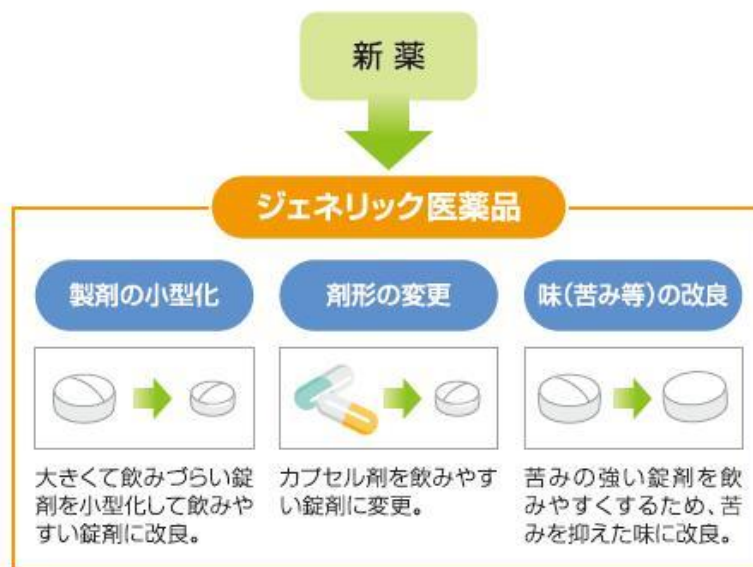 新薬
ジェネリック医薬品
製剤の小型化
剤形の変更
味(苦み等)の改良
大きくて飲みづらい錠
剤を小型化して飲みや
すい錠剤に改良。
カプセル剤を飲みやす
い錠剤に変更。
苦みの強い錠剤を飲
みやすくするため、苦
みを抑えた味に改良。